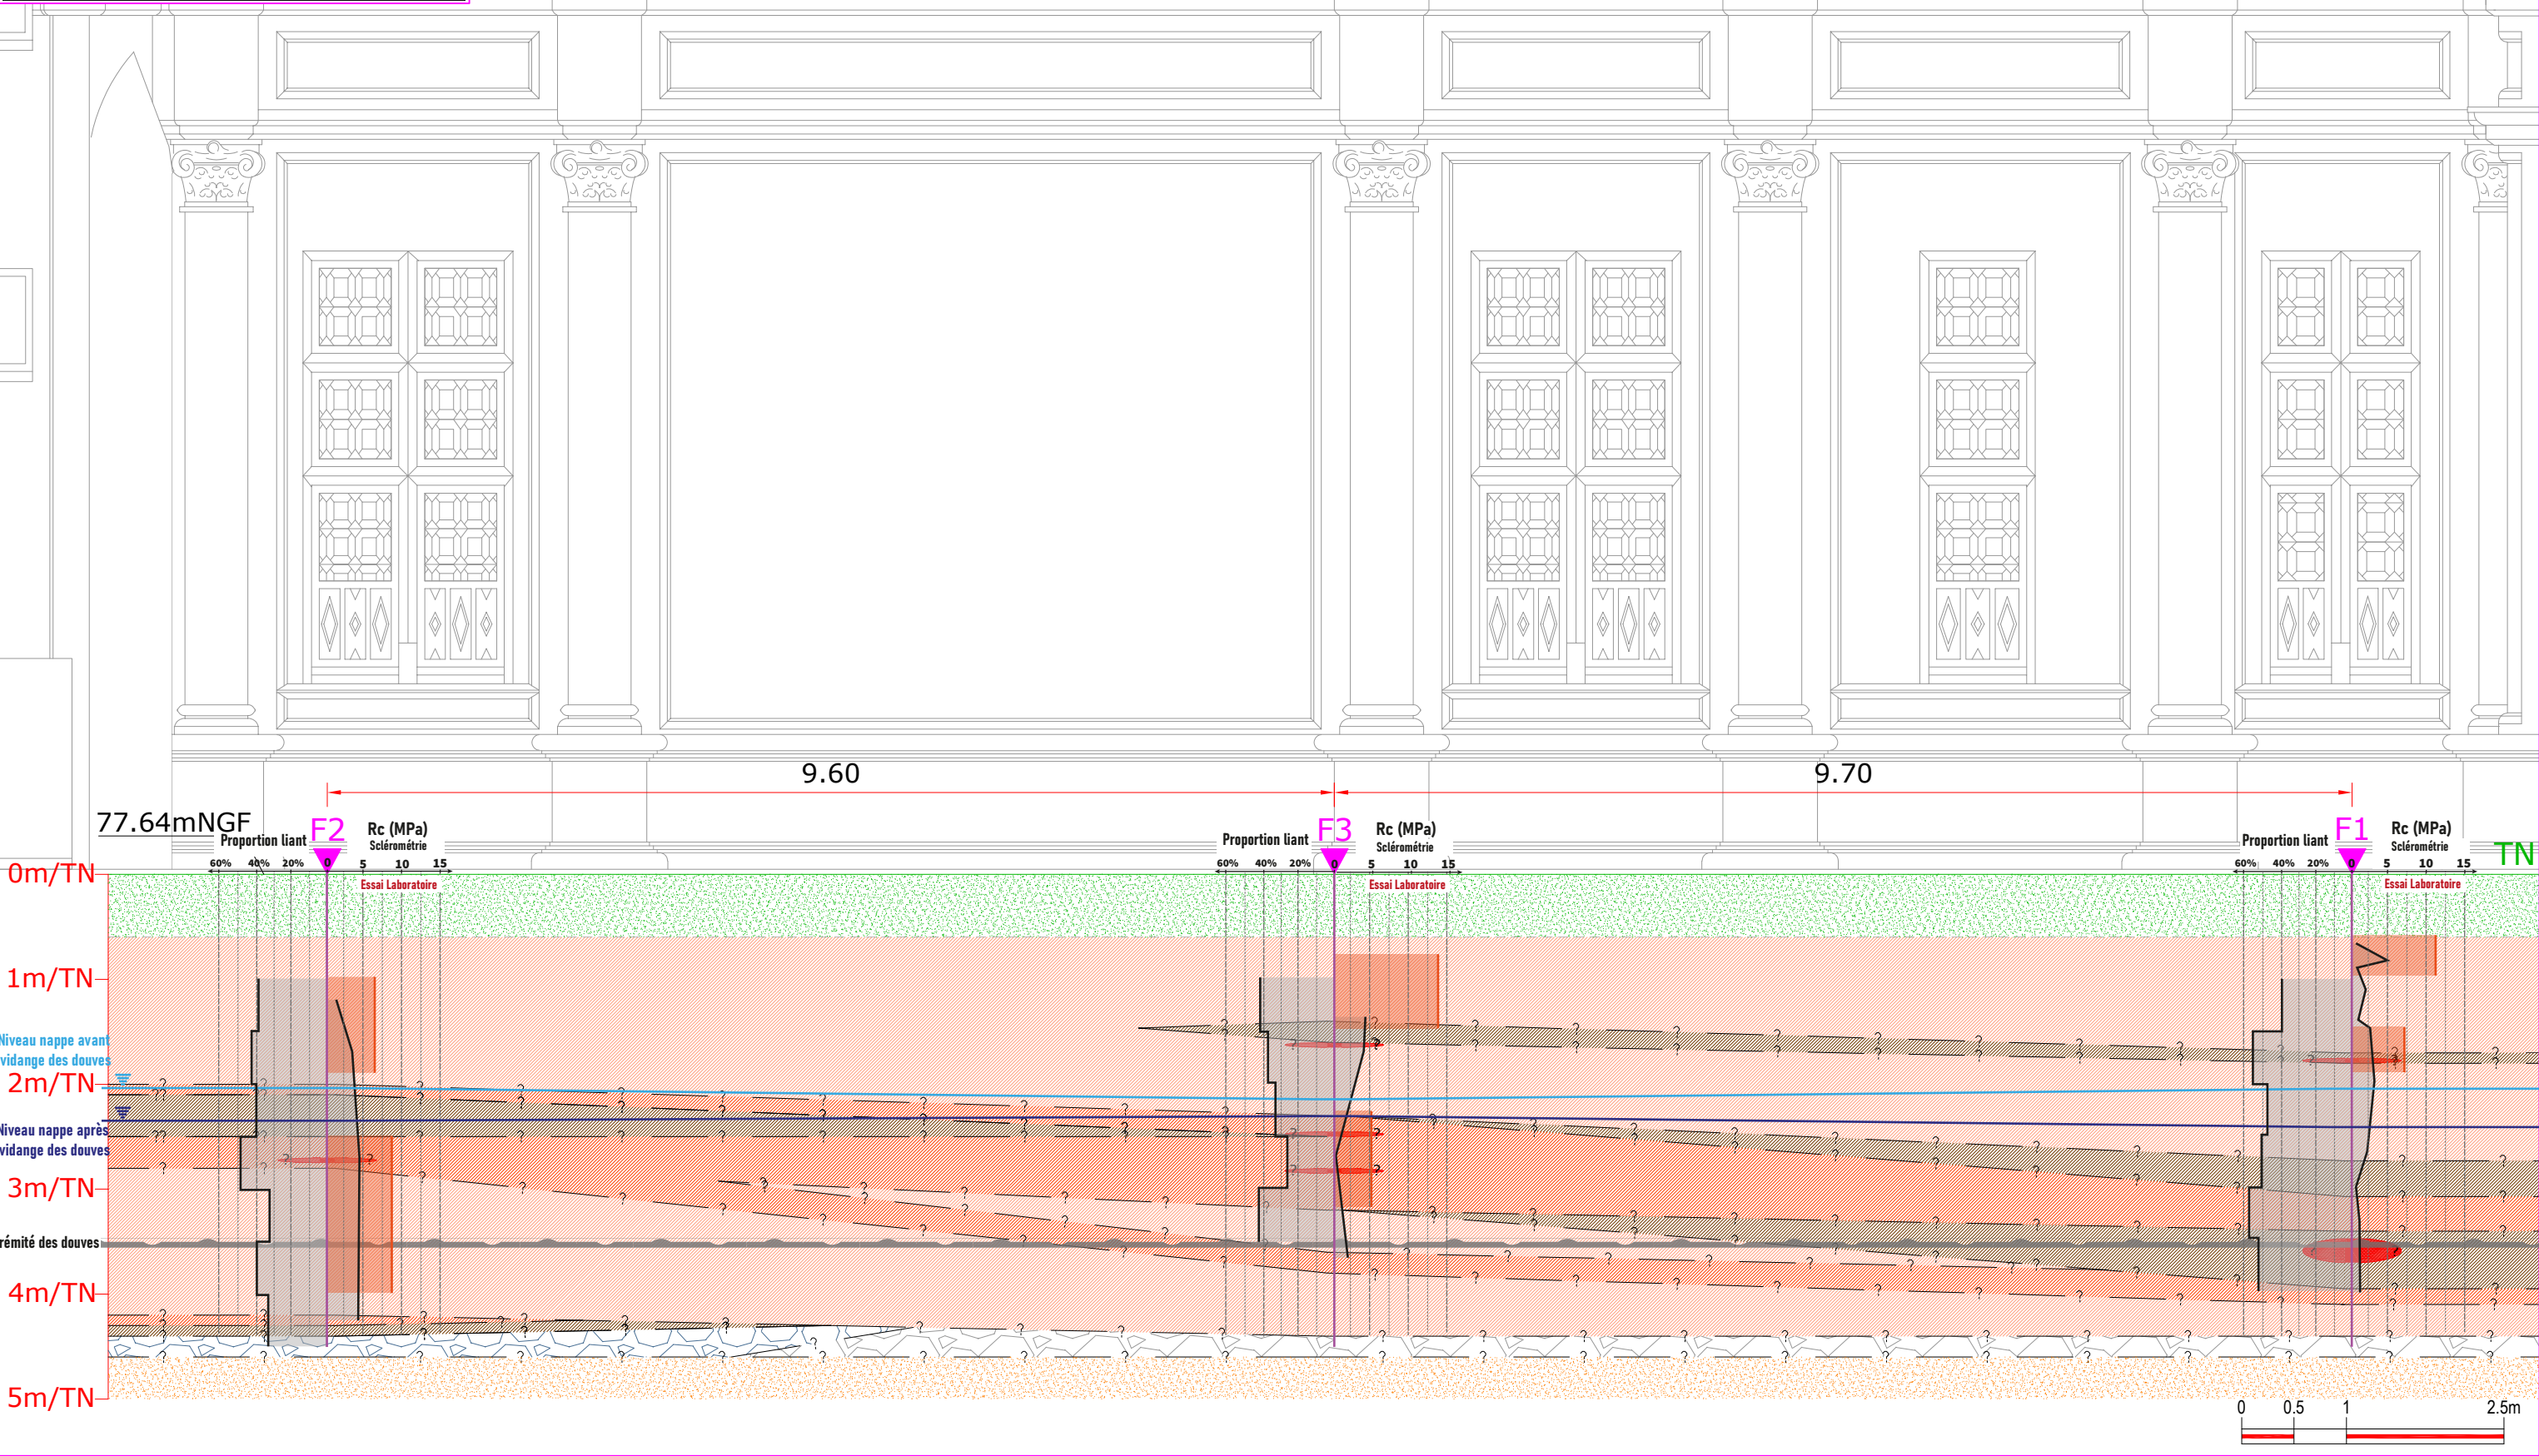 9.60
9.70
77.64mNGF
Proportion liant
F2
Rc (MPa)
Sclérométrie
60% 40% 20% 0 5 10 15
Essai Laboratoire
Proportion liant
F3
Rc (MPa)
Sclérométrie
60% 40% 20% 0 5 10 15
Essai Laboratoire
Proportion liant
F1
Rc (MPa)
Sclérométrie
60% 40% 20% 0 5 10 15
Essai Laboratoire
TN
0m/TN
1m/TN
Niveau nappe avant
vidange des douves
2m/TN
Niveau nappe après
vidange des douves
3m/TN
rémité des douves
4m/TN
5m/TN
0 0.5 1 2.5m